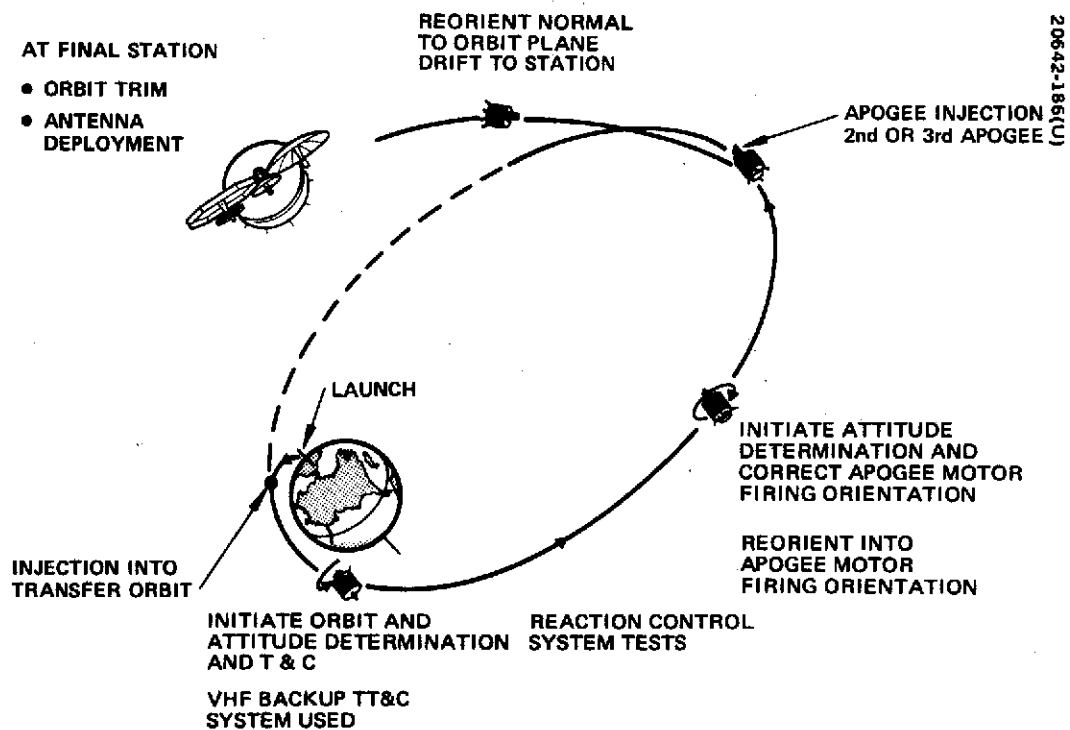 AT FINAL STATION
• ORBIT TRIM
• ANTENNA
DEPLOYMENT
REORIENT NORMAL
TO ORBIT PLANE
DRIFT TO STATION
20642-186(U)
APOGEE INJECTION
2nd OR 3rd APOGEE
LAUNCH
INITIATE ATTITUDE
DETERMINATION AND
CORRECT APOGEE MOTOR
FIRING ORIENTATION
REORIENT INTO
APOGEE MOTOR
FIRING ORIENTATION
INJECTION INTO
TRANSFER ORBIT
INITIATE ORBIT AND
ATTITUDE DETERMINATION
AND T & C
VHF BACKUP TT&C
SYSTEM USED
REACTION CONTROL
SYSTEM TESTS